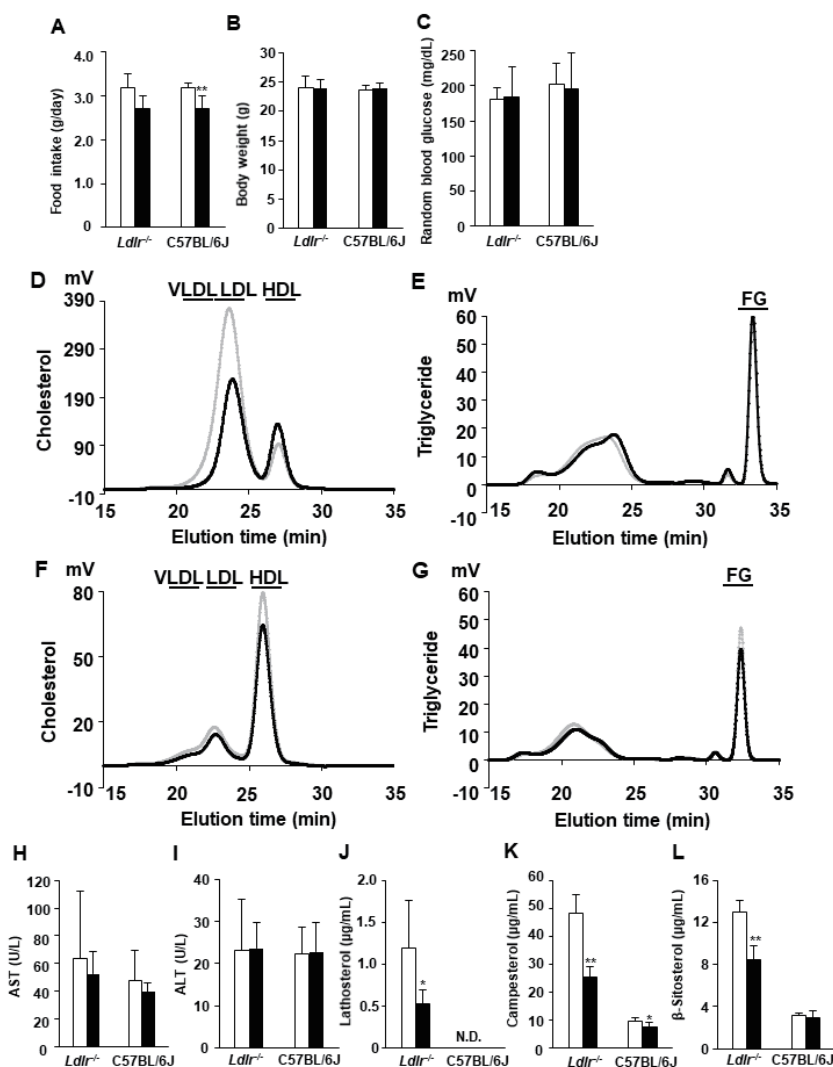 A
B
C
Food intake (g/day)
4.0
3.0
2.0
1.0
0
**
Ldlr-/- C57BL/6J
Body weight (g)
30
25
20
15
10
5
0
Ldlr-/- C57BL/6J
Random blood glucose (mg/dL)
250
200
150
100
50
0
Ldlr-/- C57BL/6J
D
mV
VLDL LDL HDL
390
290
190
90
-10
Cholesterol
15 20 25 30 35
Elution time (min)
E
mV
FG
60
50
40
30
20
10
0
-10
Triglyceride
15 20 25 30 35
Elution time (min)
F
mV
VLDL LDL HDL
80
50
20
-10
Cholesterol
15 20 25 30 35
Elution time (min)
G
mV
FG
60
50
40
30
20
10
0
-10
Triglyceride
15 20 25 30 35
Elution time (min)
H
AST (U/L)
120
100
80
60
40
20
0
Ldlr-/- C57BL/6J
I
ALT (U/L)
40
30
20
10
0
Ldlr-/- C57BL/6J
J
Lathosterol (µg/mL)
2.0
1.5
1.0
0.5
0
*
N.D.
Ldlr-/- C57BL/6J
K
Campesterol (µg/mL)
60
50
40
30
20
10
0
**
*
Ldlr-/- C57BL/6J
L
β-Sitosterol (µg/mL)
16
12
8
4
0
**
Ldlr-/- C57BL/6J